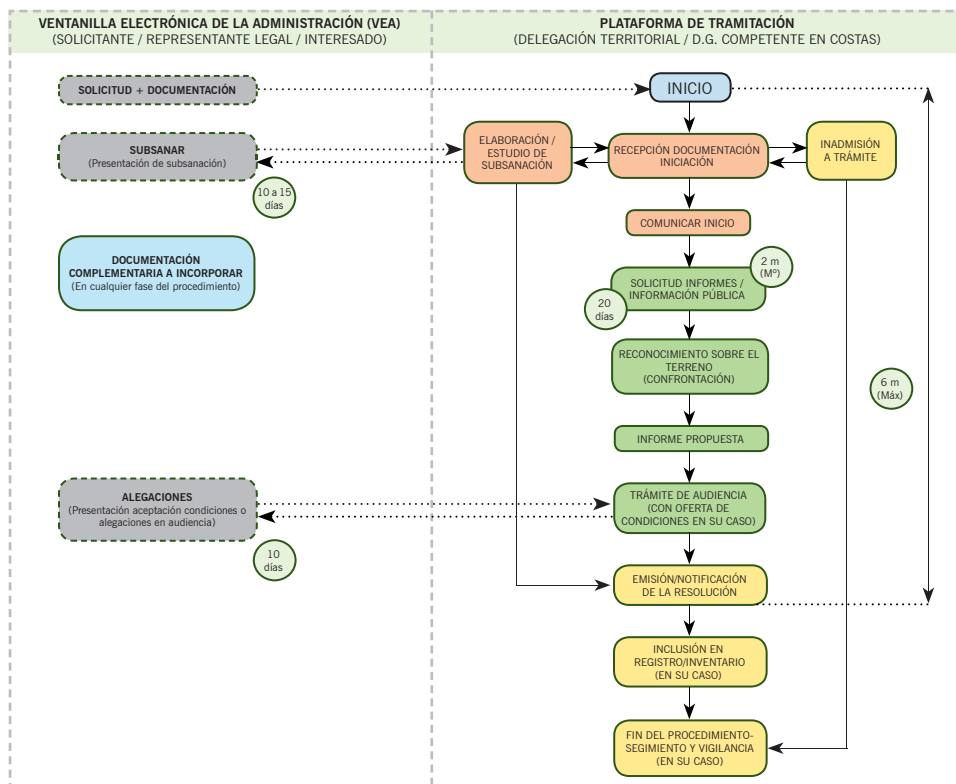 VENTANILLA ELECTRÓNICA DE LA ADMINISTRACIÓN (VEA)
(SOLICITANTE / REPRESENTANTE LEGAL / INTERESADO)
PLATAFORMA DE TRAMITACIÓN
(DELEGACIÓN TERRITORIAL / D.G. COMPETENTE EN COSTAS)
SOLICITUD + DOCUMENTACIÓN
INICIO
SUBSANAR
(Presentación de subsanación)
10 a 15
días
ELABORACIÓN /
ESTUDIO DE
SUBSANACIÓN
RECEPCIÓN DOCUMENTACIÓN
INICIACIÓN
INADMISIÓN
A TRÁMITE
COMUNICAR INICIO
DOCUMENTACIÓN
COMPLEMENTARIA A INCORPORAR
(En cualquier fase del procedimiento)
2 m
(Mº)
SOLICITUD INFORMES /
INFORMACIÓN PÚBLICA
20
días
RECONOCIMIENTO SOBRE EL
TERRENO
(CONFRONTACIÓN)
6 m
(Máx)
INFORME PROPUESTA
ALEGACIONES
(Presentación aceptación condiciones o
alegaciones en audiencia)
10
días
TRÁMITE DE AUDIENCIA
(CON OFERTA DE
CONDICIONES EN SU CASO)
EMISIÓN/NOTIFICACIÓN
DE LA RESOLUCIÓN
INCLUSIÓN EN
REGISTRO/INVENTARIO
(EN SU CASO)
FIN DEL PROCEDIMIENTO-
SEGIMIENTO Y VIGILANCIA
(EN SU CASO)